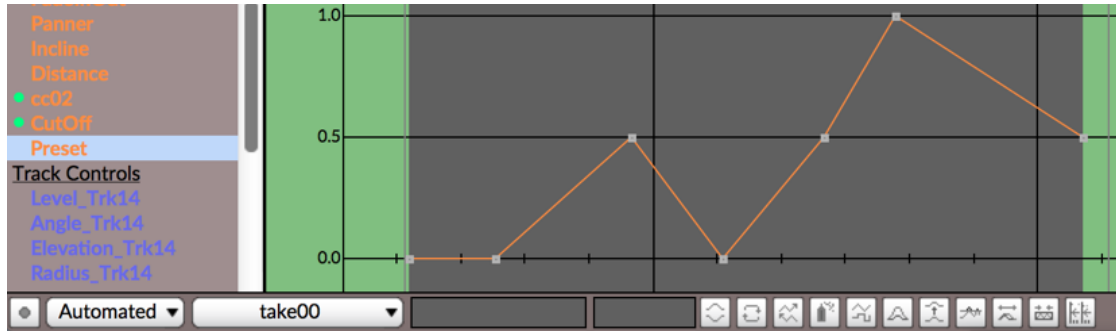 Panner
Incline
Distance
cc02
CutOff
Preset
Track Controls
Level_Trk14
Angle_Trk14
Elevation_Trk14
Radius_Trk14
1.0
0.5
0.0
Automated
take00